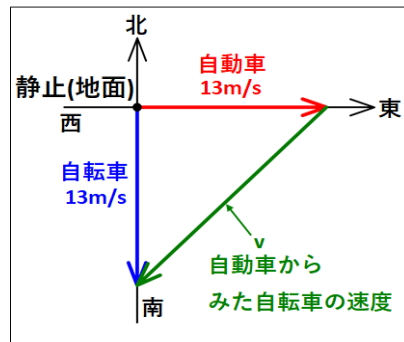 北
自動車
13m/s
静止(地面)
西
東
自転車
13m/s
v
自動車から
みた自転車の速度
南